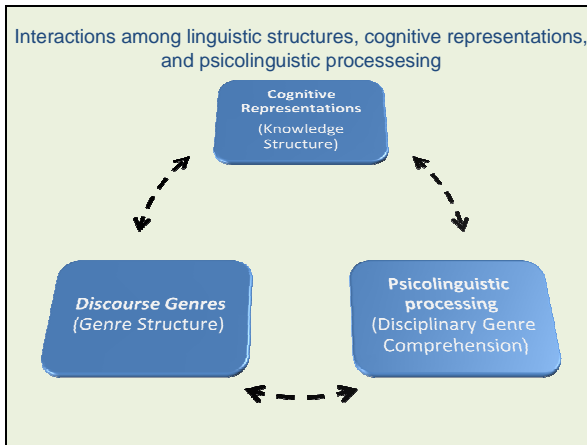 Interactions among linguistic structures, cognitive representations,
and psicolinguistic processesing
Cognitive
Representations
(Knowledge
Structure)
Discourse Genres
(Genre Structure)
Psicolinguistic
processing
(Disciplinary Genre
Comprehension)